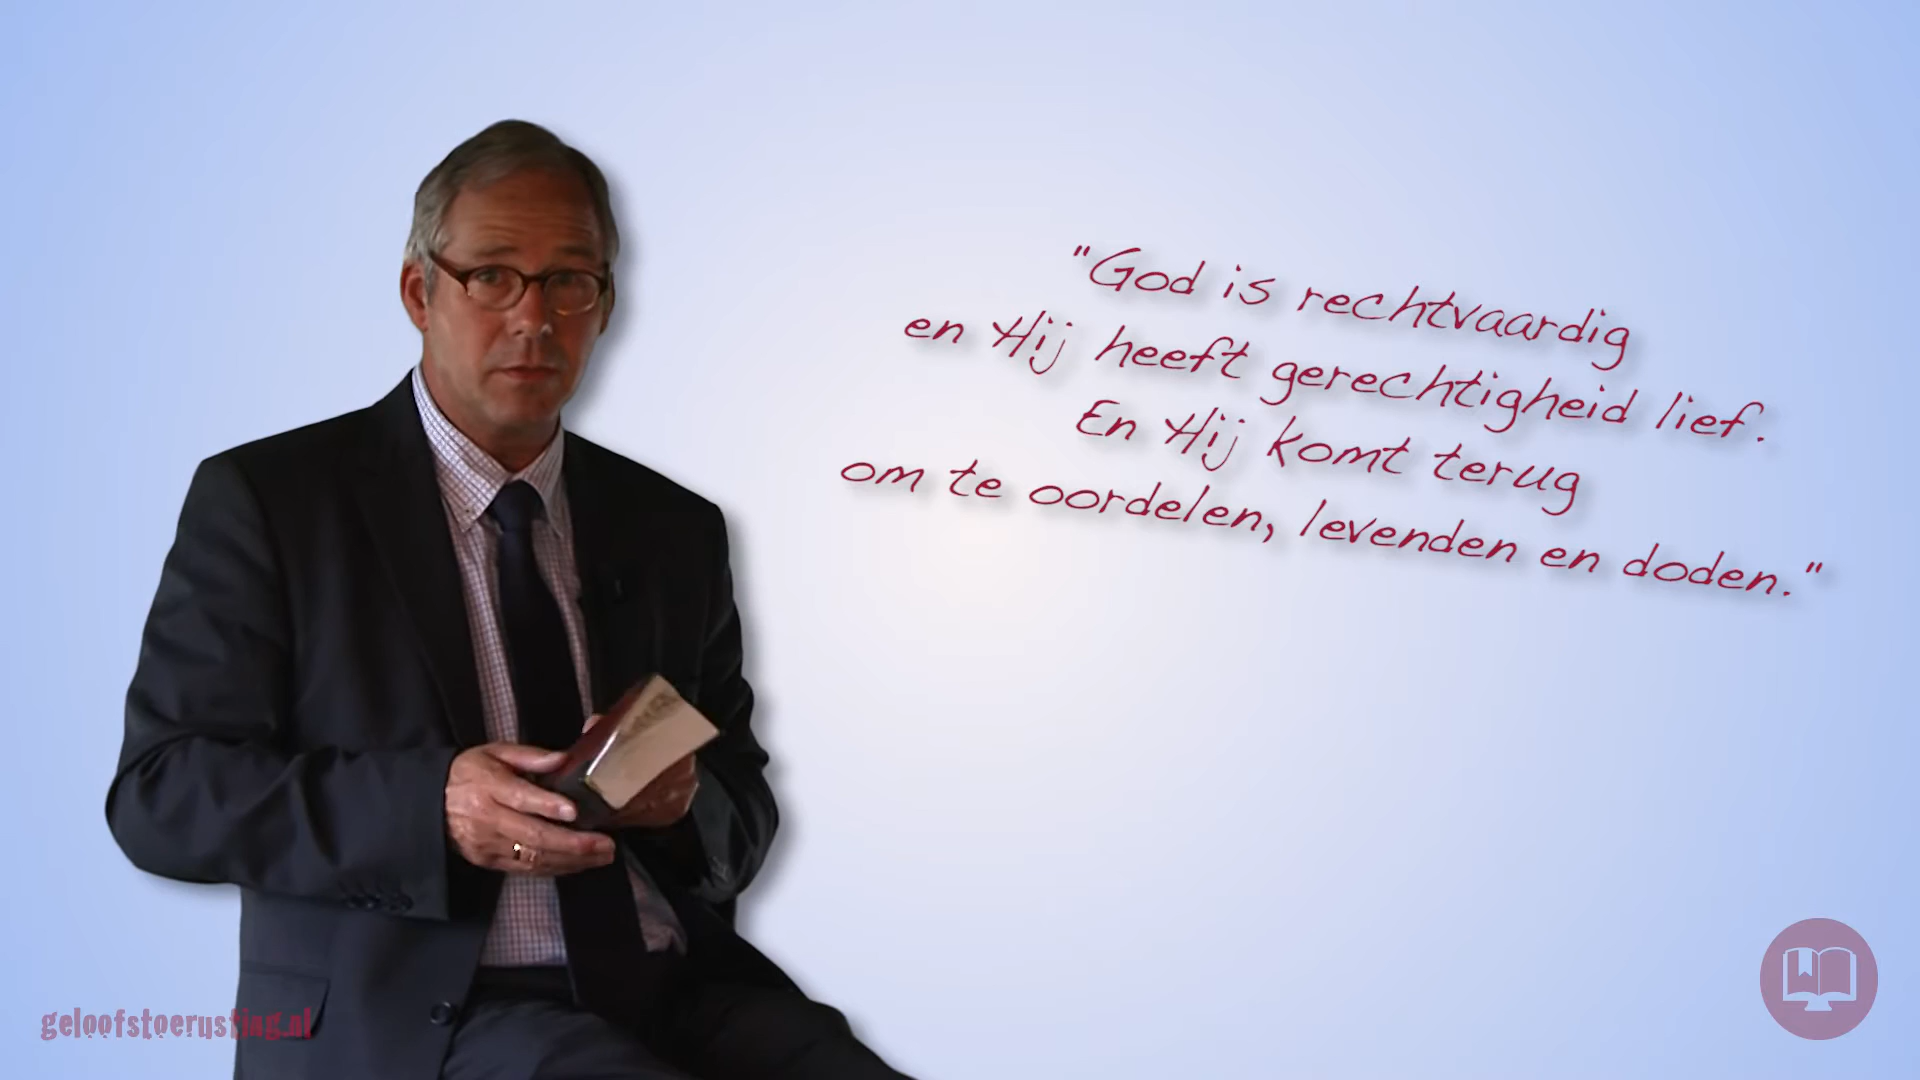 "God is rechtvaardig
en Hij heeft gerechtigheid lief.
En Hij komt terug
om te oordelen, levenden en doden."
geloofstoerusting.nl